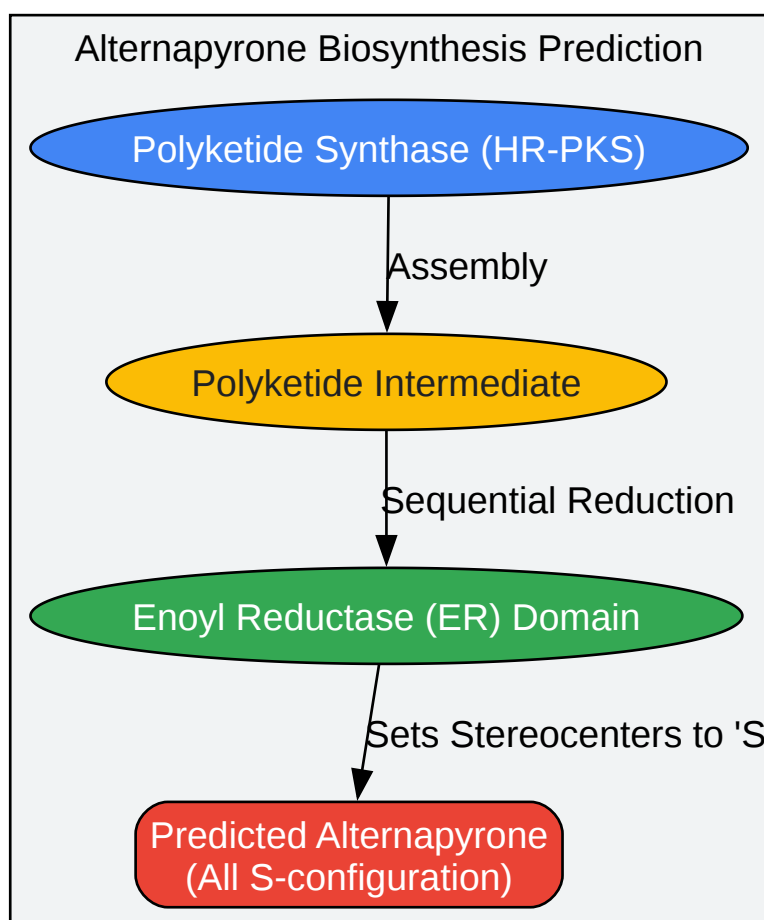 Alternapyrone Biosynthesis Prediction
Polyketide Synthase (HR-PKS)
Assembly
Polyketide Intermediate
Sequential Reduction
Enoyl Reductase (ER) Domain
Sets Stereocenters to 'S
Predicted Alternapyrone
(All S-configuration)